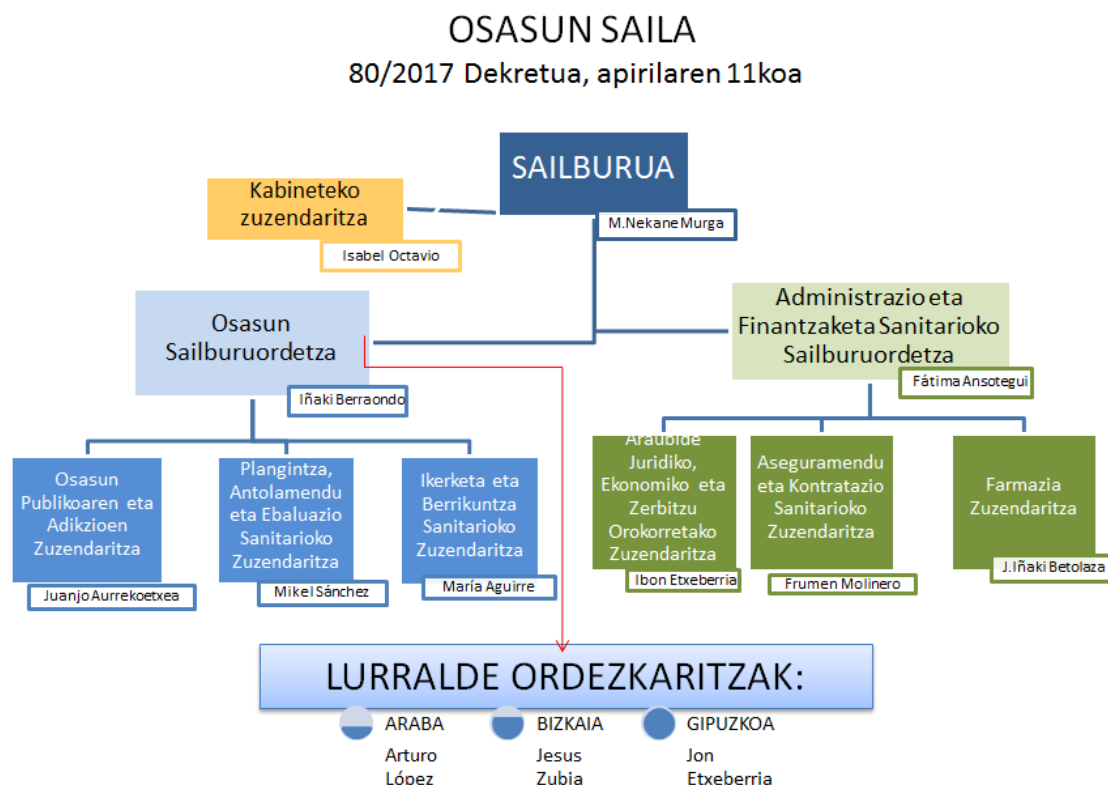 OSASUN SAILA
80/2017 Dekretua, apirilaren 11koa
SAILBURUA
M.Nekane Murga
Kabineteko
zuzendaritza
Isabel Octavio
Osasun
Sailburuordetza
Iñaki Berraondo
Administrazio eta
Finantzaketa Sanitarioko
Sailburuordetza
Fátima Ansotegui
Osasun
Publikoaren eta
Adikzioen
Zuzendaritza
Juanjo Aurrekoetxea
Plangintza,
Antolamendu
eta Ebaluazio
Sanitarioko
Zuzendaritza
Mikel Sánchez
Ikerketa eta
Berrikuntza
Sanitarioko
Zuzendaritza
María Aguirre
Araubide
Juridiko,
Ekonomiko eta
Zerbitzu
Orokorretako
Zuzendaritza
Ibon Etxeberria
Aseguramendu
eta Kontratazio
Sanitarioko
Zuzendaritza
Frumen Molinero
Farmazia
Zuzendaritza
J.Iñaki Betolaza
LURRALDE ORDEZKARITZAK:
ARABA
Arturo
López
BIZKAIA
Jesus
Zubia
GIPUZKOA
Jon
Etxeberria